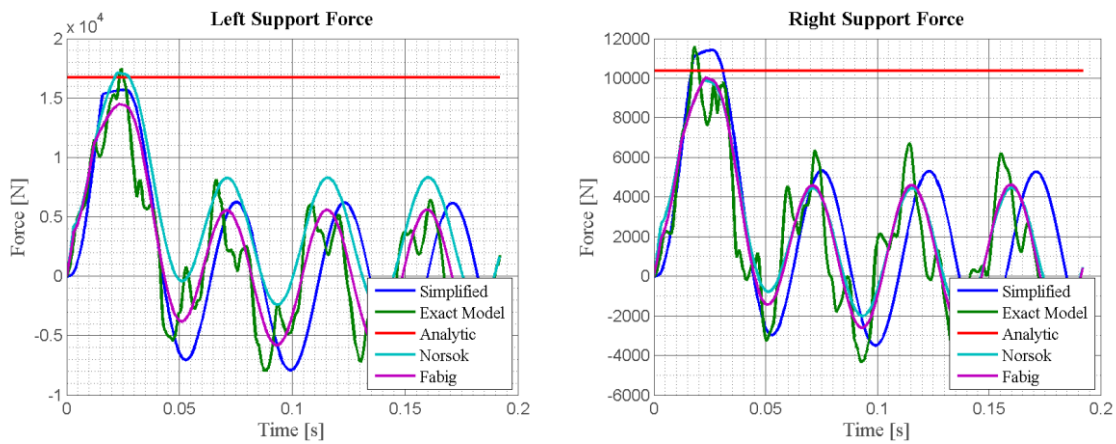 Left Support Force
x 10⁴
2
1.5
1
0.5
0
-0.5
-1
Force [N]
0 0.05 0.1 0.15 0.2
Time [s]
Simplified
Exact Model
Analytic
Norsok
Fabig
Right Support Force
12000
10000
8000
6000
4000
2000
0
-2000
-4000
-6000
Force [N]
0 0.05 0.1 0.15 0.2
Time [s]
Simplified
Exact Model
Analytic
Norsok
Fabig